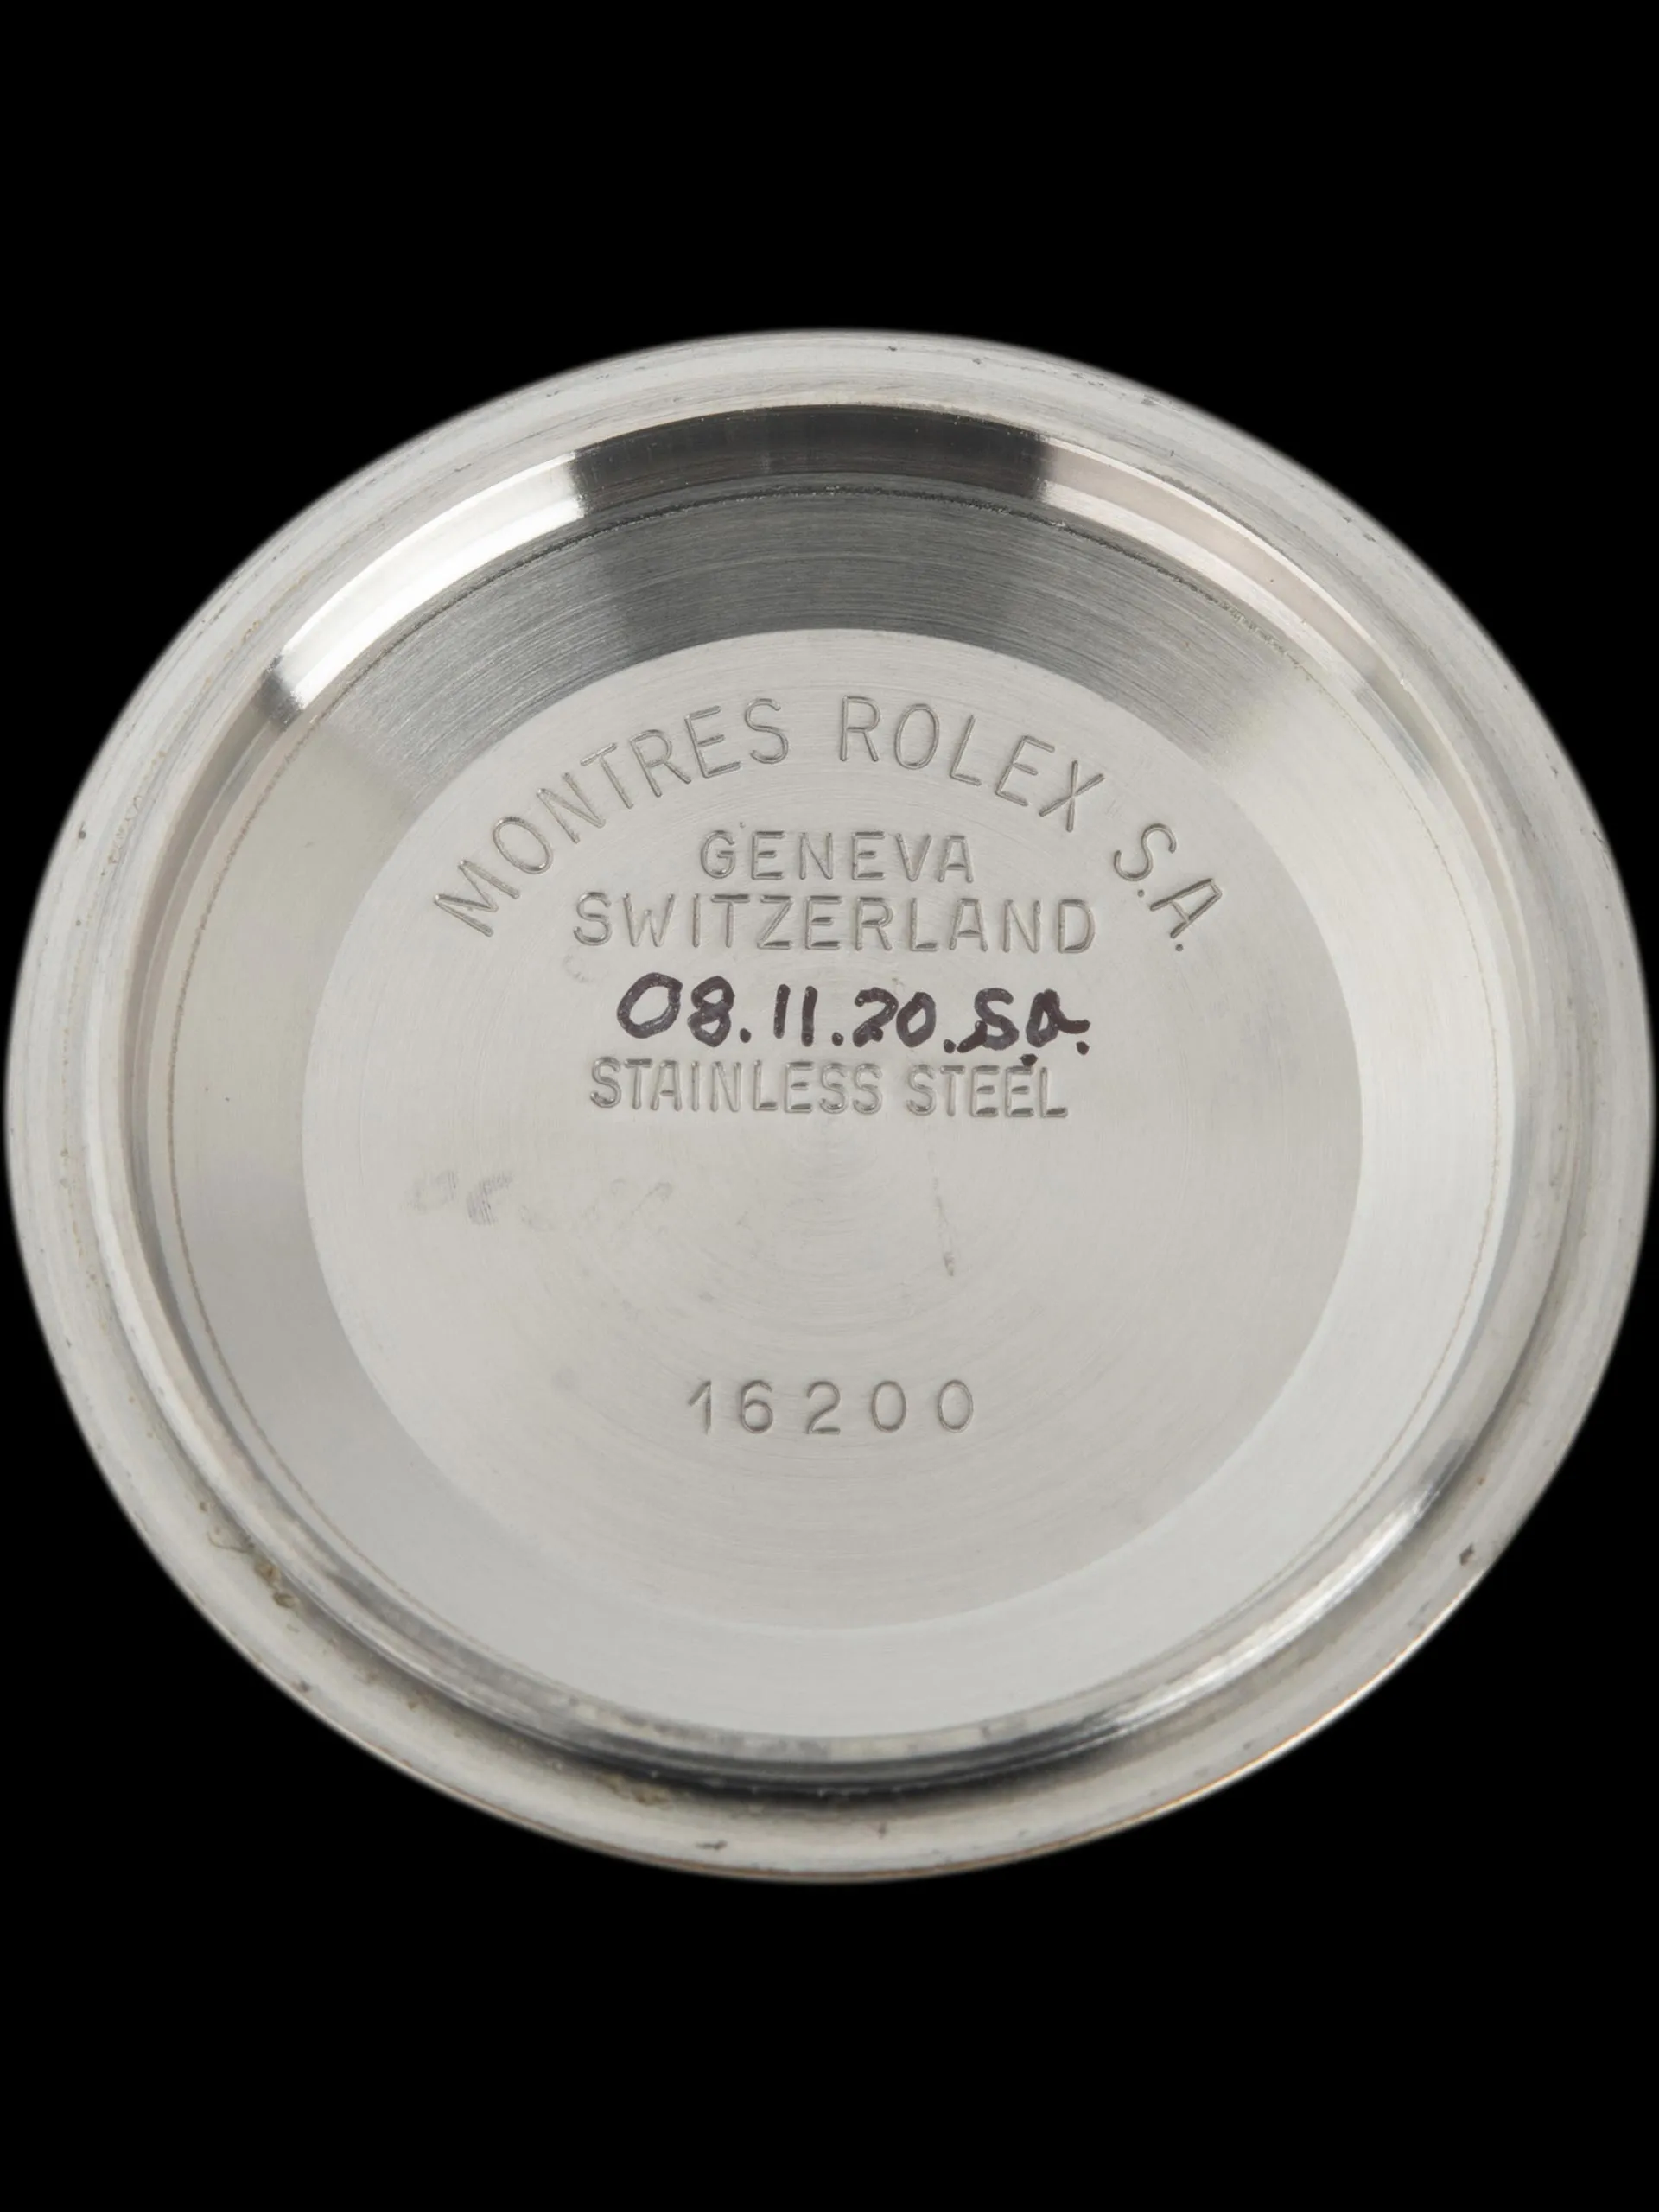 MONTRES ROLEX S.A.
GENEVA
SWITZERLAND
08.11.20.SA.
STAINLESS STEEL
16200